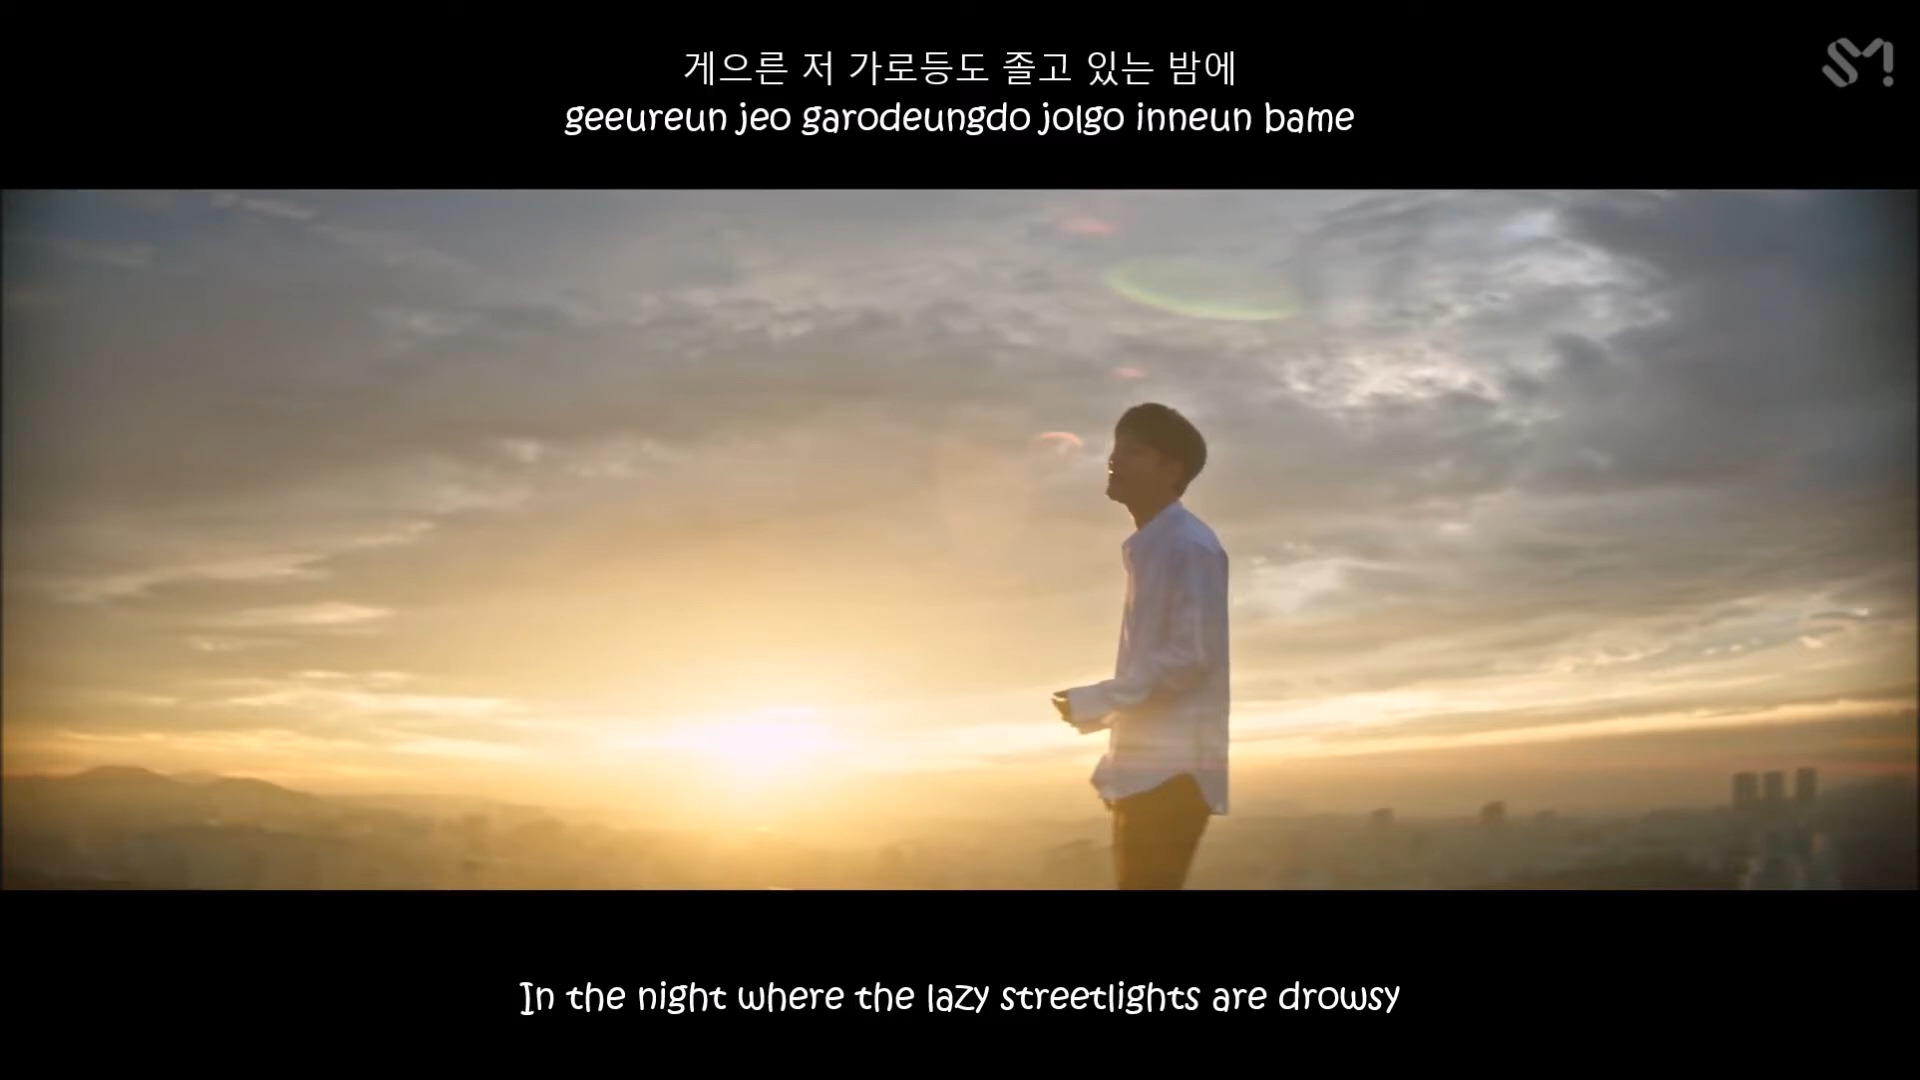 게으른 저 가로등도 졸고 있는 밤에
SM!
geeureun jeo garodeungdo jolgo inneun bame
In the night where the lazy streetlights are drowsy